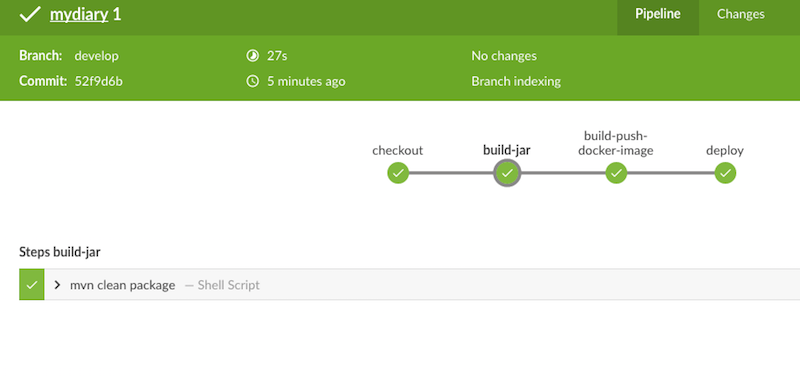 mydiary 1 Pipeline Changes
Branch: develop 27s No changes
Commit: 52f9d6b 5 minutes ago Branch indexing
build-push-
checkout build-jar docker-image deploy
Steps build-jar
mvn clean package — Shell Script